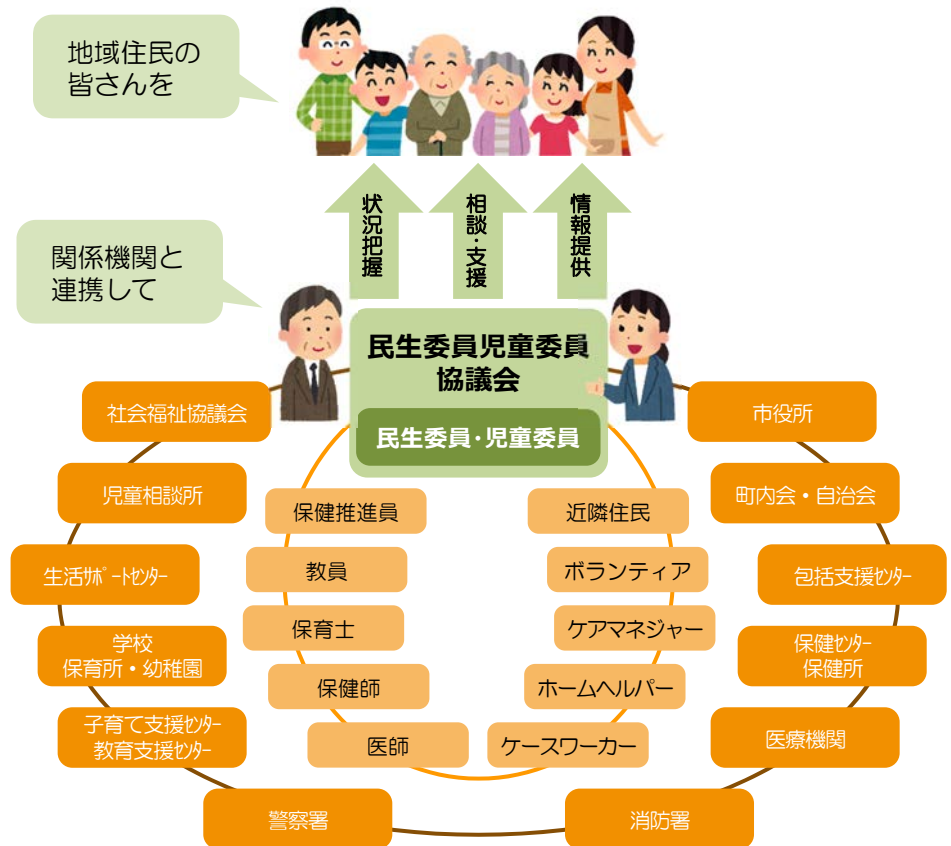 地域住民の
皆さんを
状況把握
相談・支援
情報提供
関係機関と
連携して
民生委員児童委員
協議会
民生委員・児童委員
社会福祉協議会
市役所
児童相談所
町内会・自治会
保健推進員
近隣住民
生活ｻﾎﾟｰﾄｾﾝﾀｰ
教員
ボランティア
包括支援ｾﾝﾀｰ
学校
保育所・幼稚園
保育士
ケアマネジャー
保健ｾﾝﾀｰ
保健所
保健師
ホームヘルパー
子育て支援ｾﾝﾀｰ
教育支援ｾﾝﾀｰ
医師
ケースワーカー
医療機関
警察署
消防署